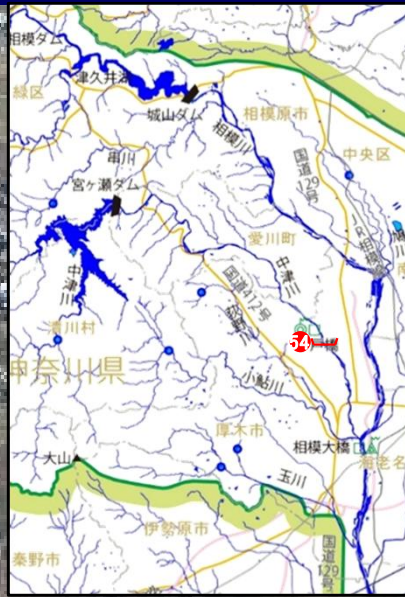 相模ダム
津久井湖
緑区
城山ダム
相模川
相模原市
中央区
串川
宮ヶ瀬ダム
国道129号
JR相模
愛川町
中津川
国道412号
中津川
荻野川
54
清川村
神奈川県
小鮎川
厚木市
相模大橋
海老名
大山
玉川
伊勢原市
秦野市
国道129